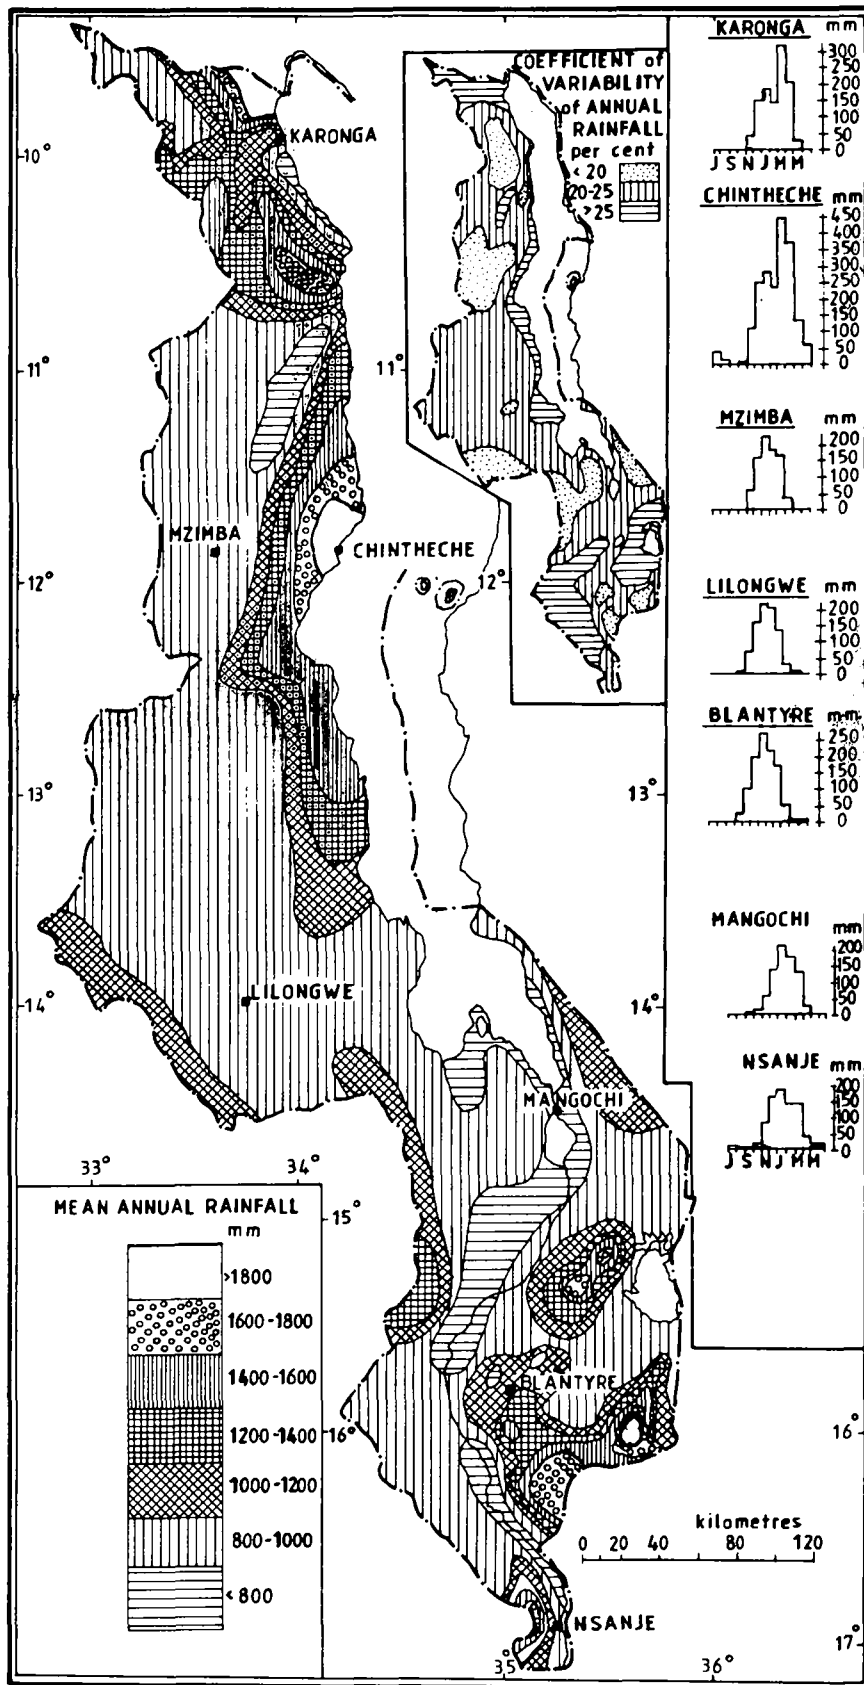 KARONGA
mm
300
250
200
150
100
50
0
J S N J M M
COEFFICIENT of
VARIABILITY
of ANNUAL
RAINFALL
per cent
< 20
20-25
> 25
KARONGA
10°
CHINTHECHE
450
400
350
300
250
200
150
100
50
0
11°
11°
MZIMBA
mm
200
150
100
50
0
MZIMBA
CHINTHECHE
12°
12°
LILONGWE
mm
200
150
100
50
0
BLANTYRE
mm
250
200
150
100
50
0
13°
13°
MANGOCHI
mm
200
150
100
50
0
LILONGWE
14°
14°
MANGOCHI
NSANJE
mm
200
150
100
50
0
J S N J M M
33°
34°
MEAN ANNUAL RAINFALL
mm
>1800
1600-1800
1400-1600
1200-1400
1000-1200
800-1000
<800
15°
BLANTYRE
16°
16°
kilometres
0 20 40 80 120
NSANJE
17°
35°
36°